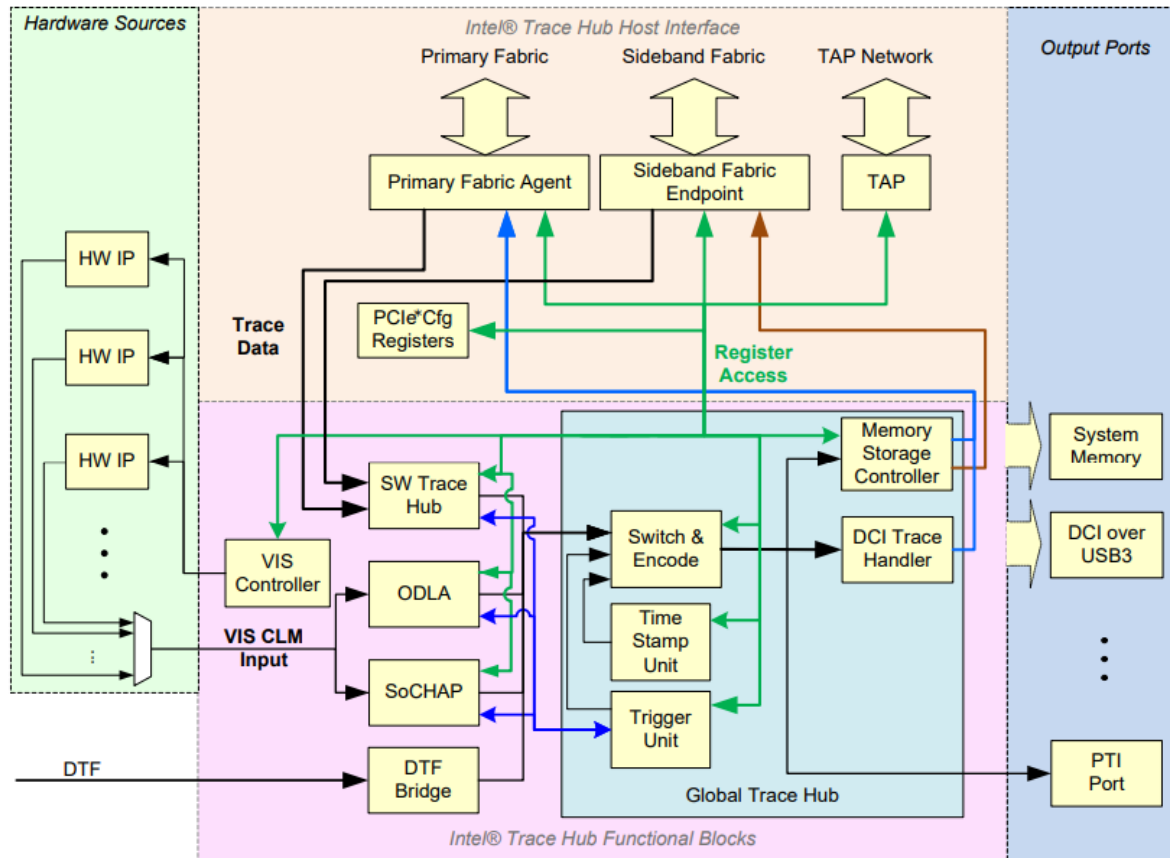 Hardware Sources
Intel® Trace Hub Host Interface
Output Ports
Primary Fabric
Sideband Fabric
TAP Network
Primary Fabric Agent
Sideband Fabric
Endpoint
TAP
HW IP
HW IP
HW IP
Trace
Data
PCIe*Cfg
Registers
Register
Access
Memory
Storage
Controller
System
Memory
SW Trace
Hub
Switch &
Encode
DCI Trace
Handler
DCI over
USB3
VIS
Controller
ODLA
Time
Stamp
Unit
VIS CLM
Input
SoCHAP
Trigger
Unit
DTF
DTF
Bridge
PTI
Port
Global Trace Hub
Intel® Trace Hub Functional Blocks